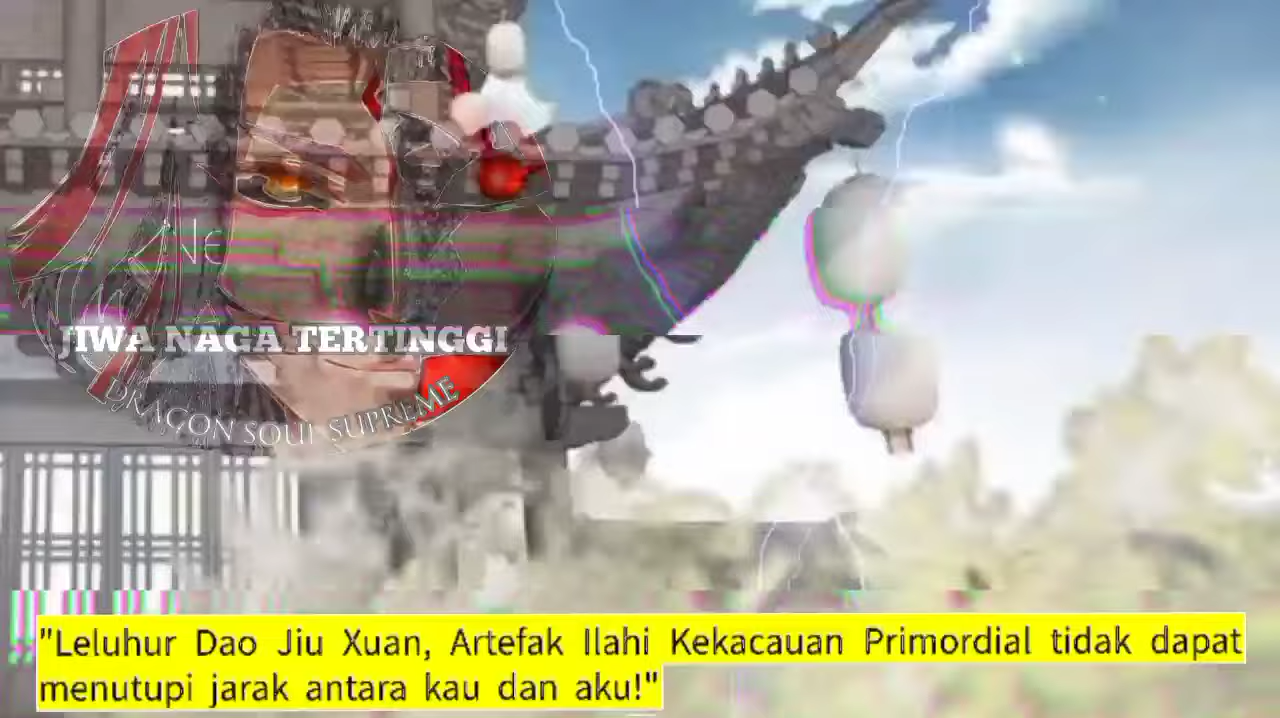 JIWA NAGA TERTINGGI
DRAGON SOUL SUPREME
"Leluhur Dao Jiu Xuan, Artefak Ilahi Kekacauan Primordial tidak dapat
menutupi jarak antara kau dan aku!"